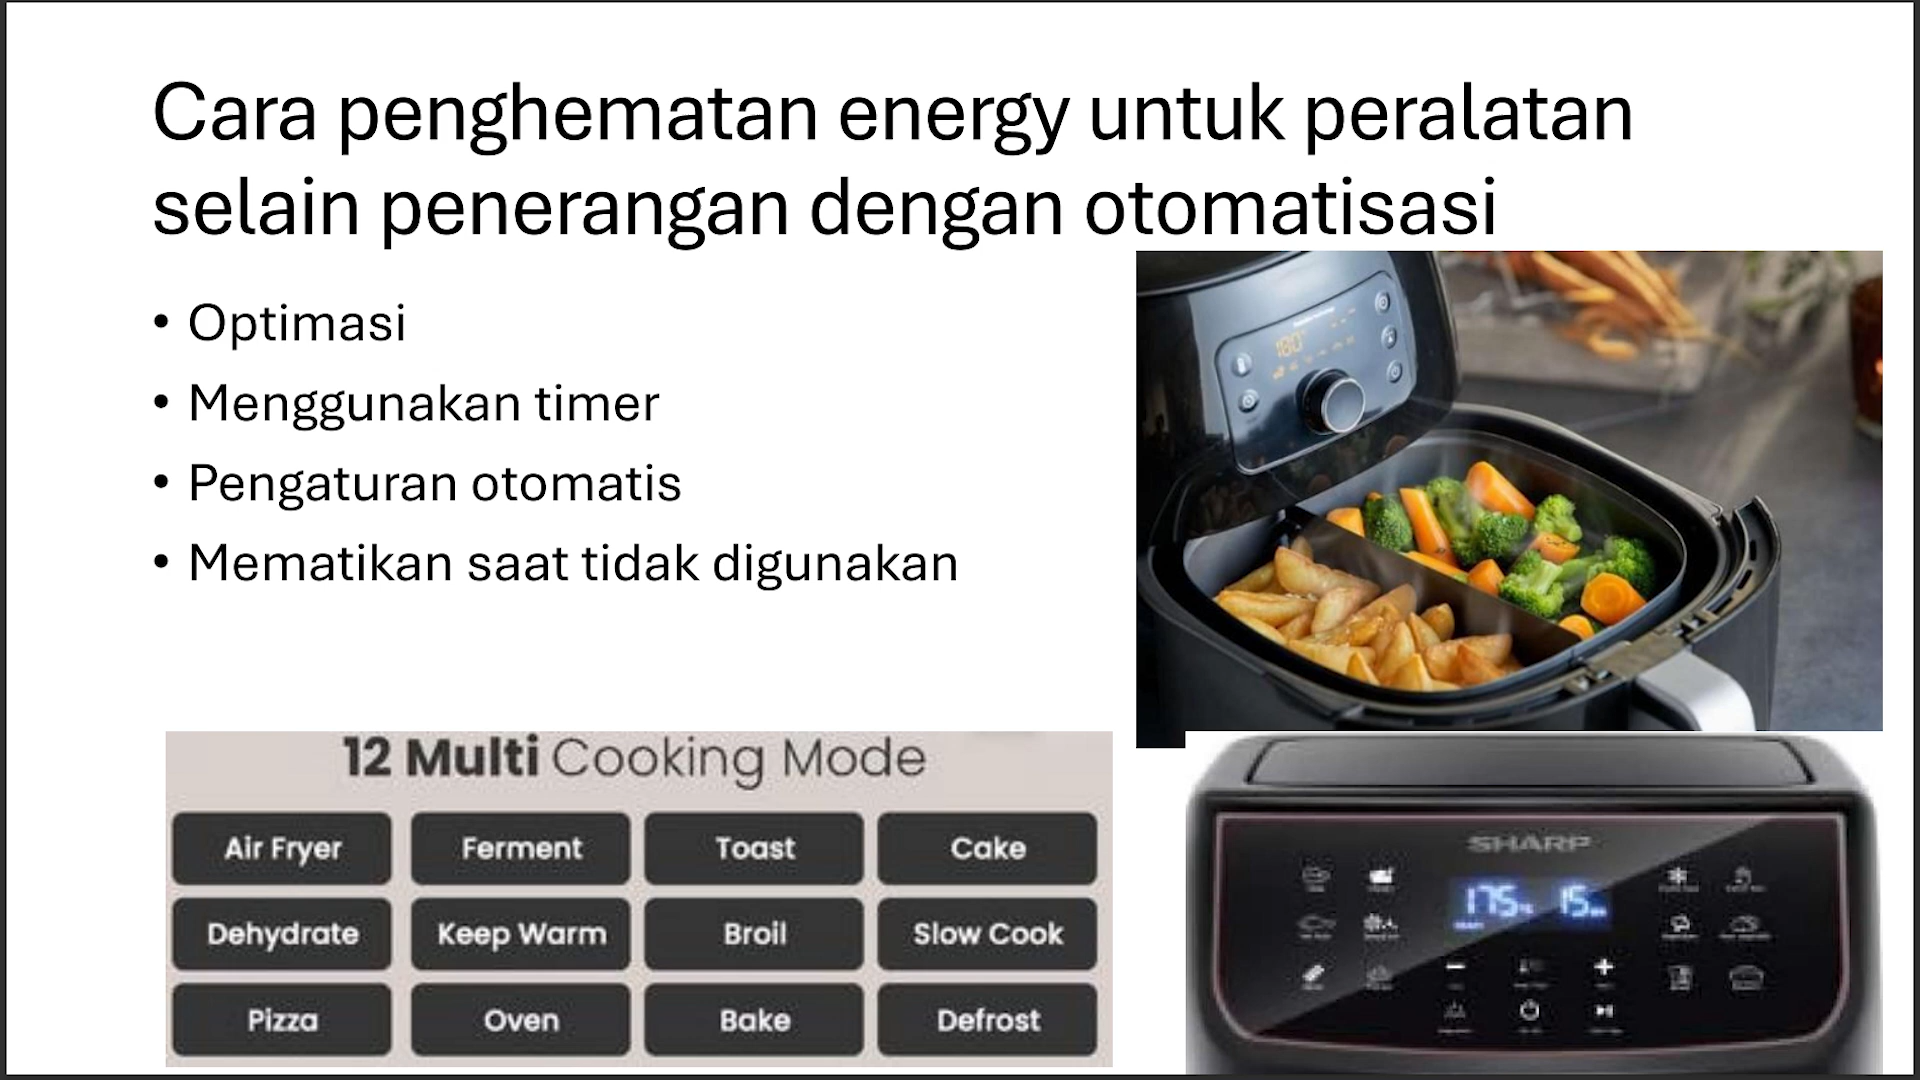 Cara penghematan energy untuk peralatan
selain penerangan dengan otomatisasi
• Optimasi
• Menggunakan timer
• Pengaturan otomatis
• Mematikan saat tidak digunakan
180°
12 Multi Cooking Mode
Air Fryer Ferment Toast Cake
Dehydrate Keep Warm Broil Slow Cook
Pizza Oven Bake Defrost
SHARP
175 15